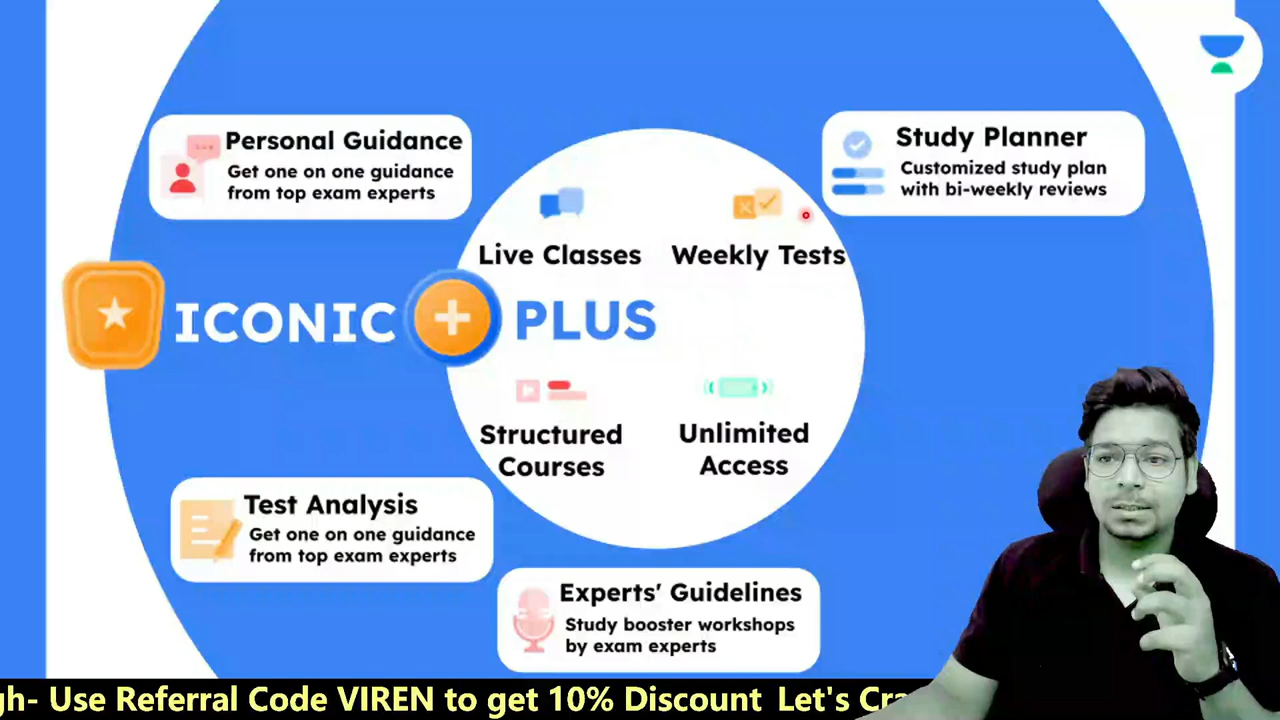 Personal Guidance
Get one on one guidance
from top exam experts
Study Planner
Customized study plan
with bi-weekly reviews
Live Classes
Weekly Tests
ICONIC
PLUS
Structured
Courses
Unlimited
Access
Test Analysis
Get one on one guidance
from top exam experts
Experts' Guidelines
Study booster workshops
by exam experts
Use Referral Code VIREN to get 10% Discount Let's